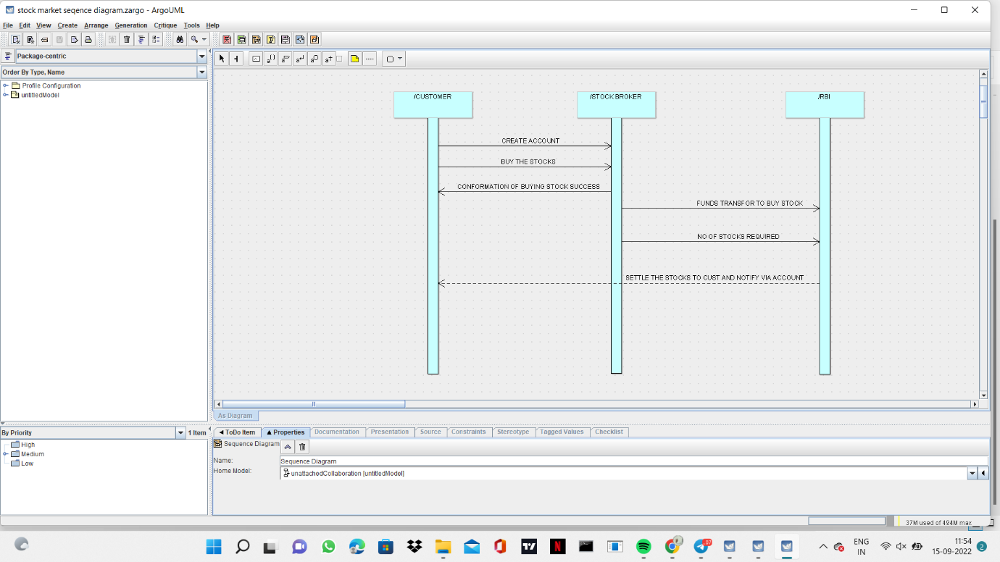 stock market seqence diagram.zargo - ArgoUML
File Edit View Create Arrange Generation Critique Tools Help
Package-centric
Order By Type, Name
Profile Configuration
untitledModel
/CUSTOMER
/STOCK BROKER
/RBI
CREATE ACCOUNT
BUY THE STOCKS
CONFORMATION OF BUYING STOCK SUCCESS
FUNDS TRANSFOR TO BUY STOCK
NO OF STOCKS REQUIRED
SETTLE THE STOCKS TO CUST AND NOTIFY VIA ACCOUNT
As Diagram
By Priority
1 Item
High
Medium
Low
ToDo Item
Properties
Documentation
Presentation
Source
Constraints
Stereotype
Tagged Values
Checklist
Sequence Diagram
Name:
Sequence Diagram
Home Model:
unattachedCollaboration [untitledModel]
37M used of 494M max
ENG
IN
11:54
15-09-2022
2